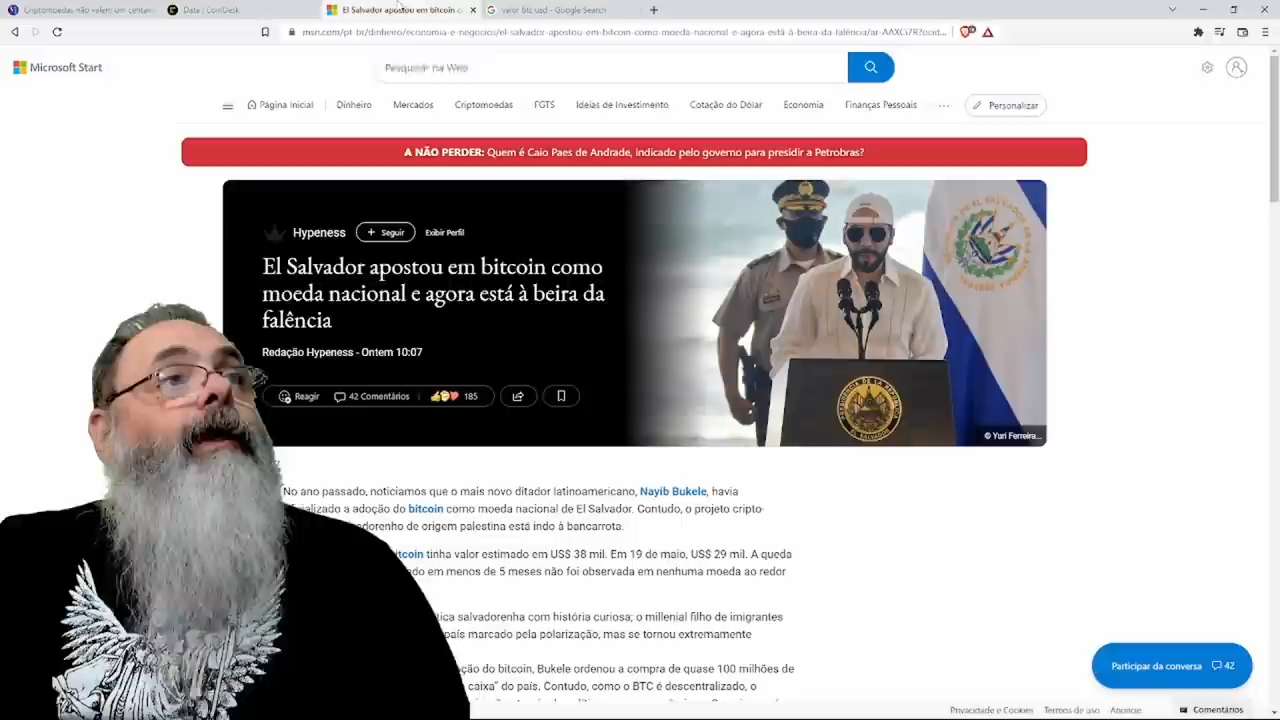 Criptomoedas não valem um centav
Data | CoinDesk
El Salvador apostou em bitcoin c
valor btc usd - Google Search
msn.com/pt-br/dinheiro/economia-e-negocios/el-salvador-apostou-em-bitcoin-como-moeda-nacional-e-agora-está-à-beira-da-falência/
Microsoft Start
Pesquisar na Web
Página Inicial
Dinheiro
Mercados
Criptomoedas
FGTS
Ideias de Investimento
Cotação do Dólar
Economia
Finanças Pessoais
...
Personalizar
A NÃO PERDER: Quem é Caio Paes de Andrade, indicado pelo governo para presidir a Petrobras?
Hypeness
+ Seguir
Exibir Perfil
El Salvador apostou em bitcoin como
moeda nacional e agora está à beira da
falência
Redação Hypeness - Ontem 10:07
Reagir
42 Comentários
185
© Yuri Ferreira...
No ano passado, noticiamos que o mais novo ditador latinoamericano, Nayib Bukele, havia
a adoção do bitcoin como moeda nacional de El Salvador. Contudo, o projeto cripto-
de origem palestina está indo à bancarrota.
tinha valor estimado em US$ 38 mil. Em 19 de maio, US$ 29 mil. A queda
em menos de 5 meses não foi observada em nenhuma moeda ao redor
salvadorenha com história curiosa; o millenial filho de imigrantes
marcado pela polarização, mas se tornou extremamente
do bitcoin, Bukele ordenou a compra de quase 100 milhões de
caixa" do país. Contudo, como o BTC é descentralizado, o
Participar da conversa 42
Privacidade e Cookies
Termos de uso
Anuncie
Comentários